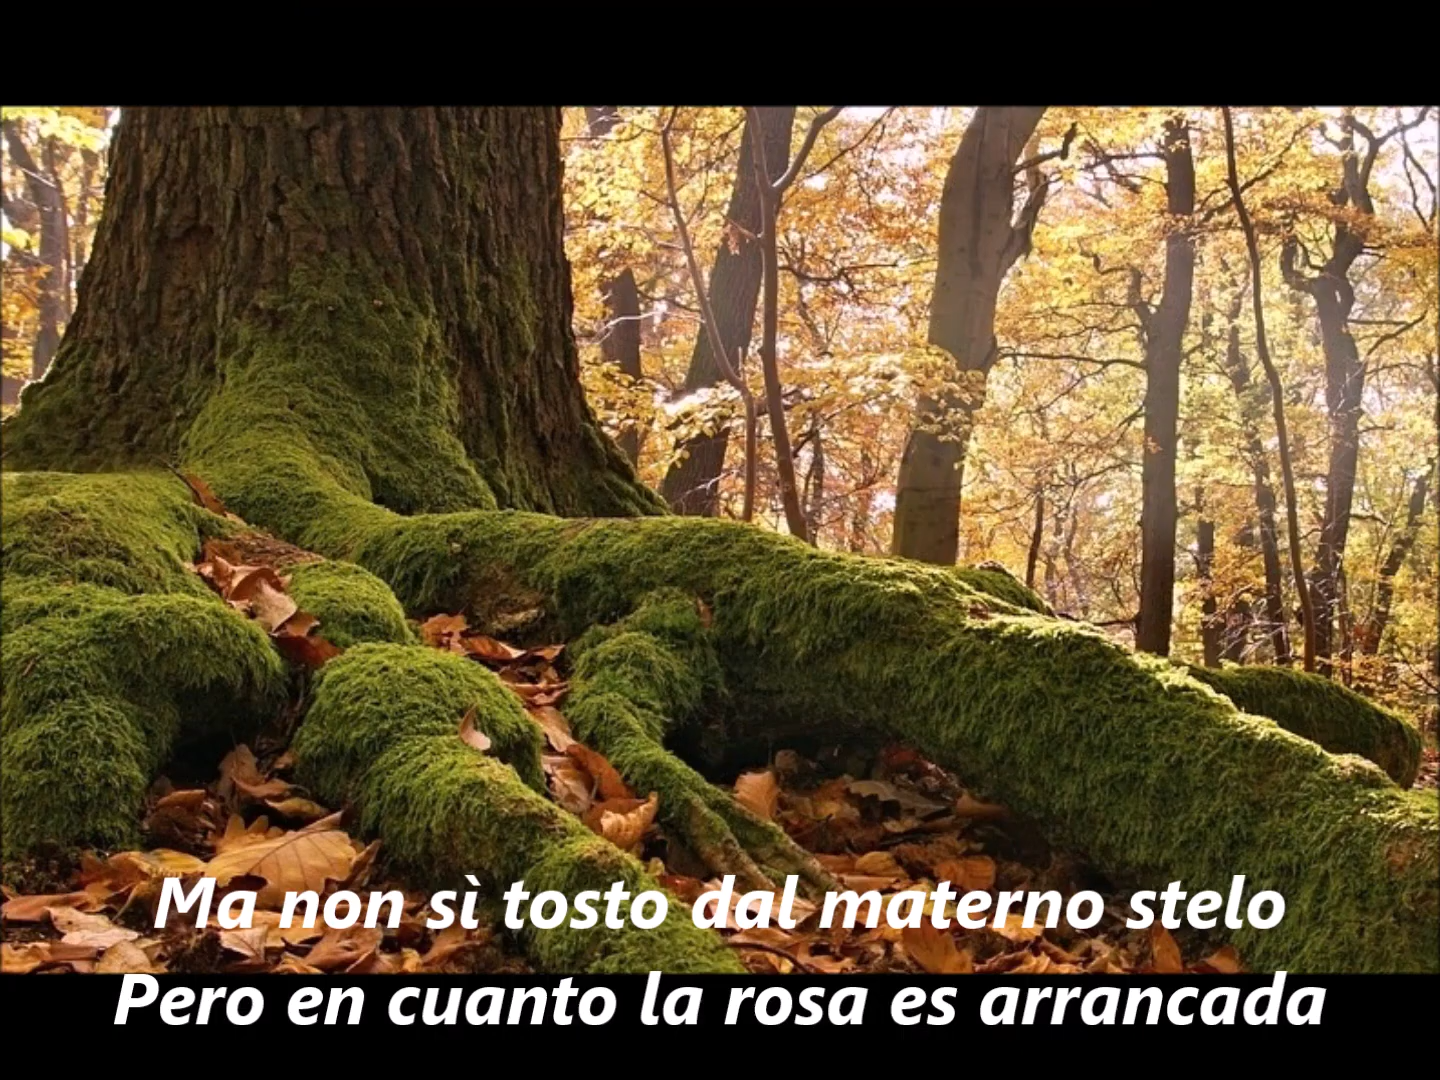 Ma non sì tosto dal materno stelo
Pero en cuanto la rosa es arrancada